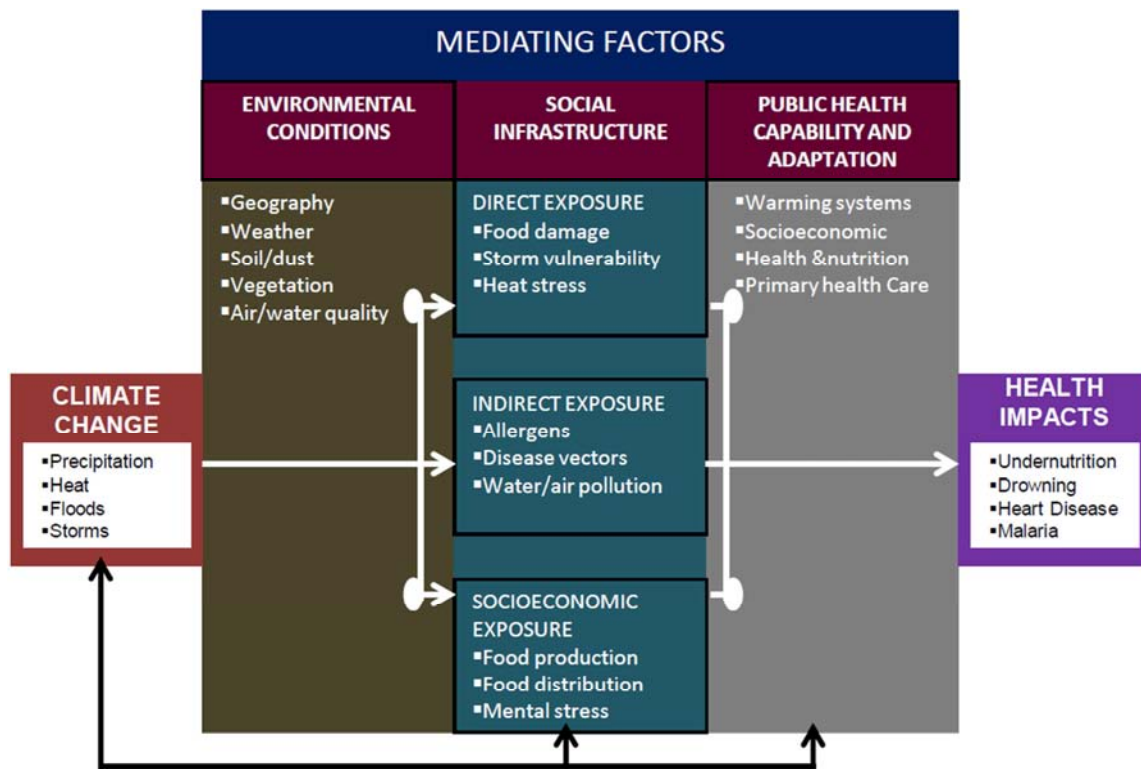 MEDIATING FACTORS
ENVIRONMENTAL
CONDITIONS
SOCIAL
INFRASTRUCTURE
PUBLIC HEALTH
CAPABILITY AND
ADAPTATION
▪Geography
▪Weather
▪Soil/dust
▪Vegetation
▪Air/water quality
DIRECT EXPOSURE
▪Food damage
▪Storm vulnerability
▪Heat stress
▪Warming systems
▪Socioeconomic
▪Health &nutrition
▪Primary health Care
CLIMATE
CHANGE
▪Precipitation
▪Heat
▪Floods
▪Storms
INDIRECT EXPOSURE
▪Allergens
▪Disease vectors
▪Water/air pollution
HEALTH
IMPACTS
▪Undernutrition
▪Drowning
▪Heart Disease
▪Malaria
SOCIOECONOMIC
EXPOSURE
▪Food production
▪Food distribution
▪Mental stress